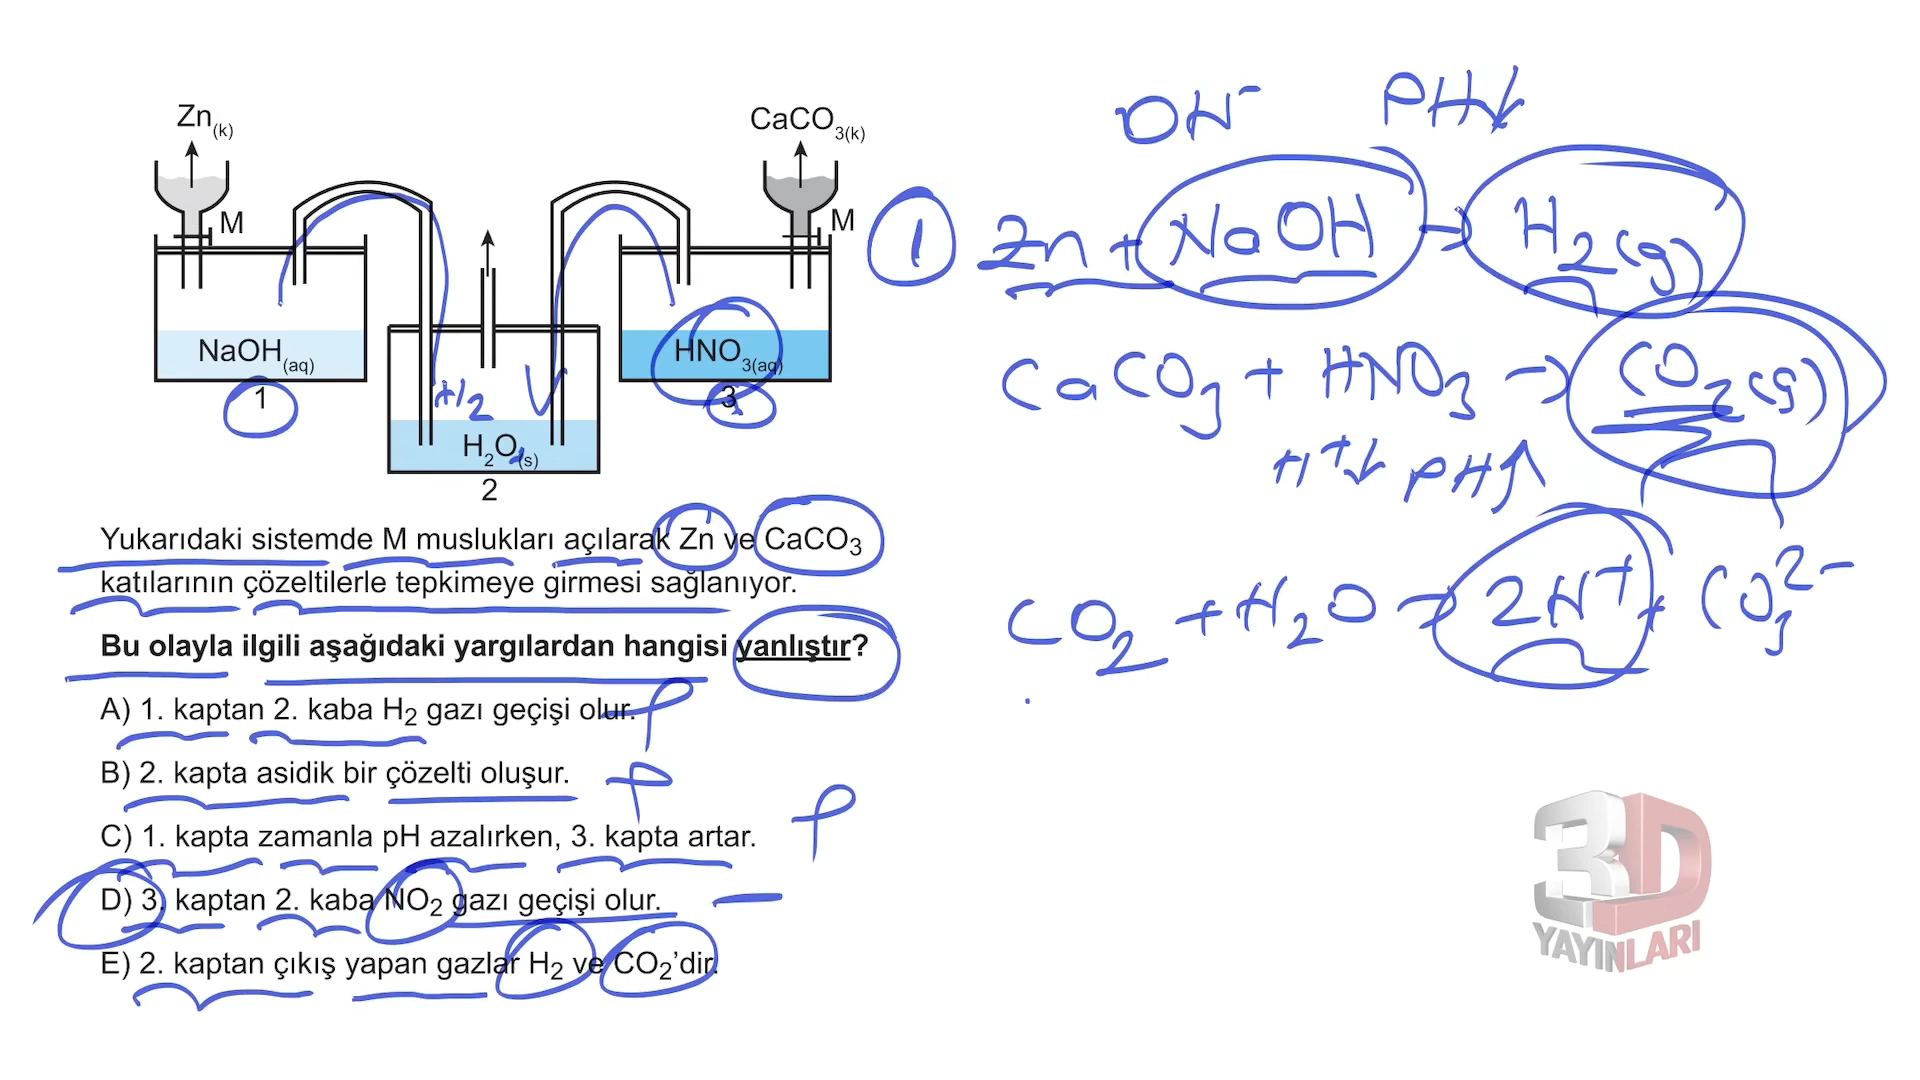 Zn(k)
CaCO3(k)
M
M
NaOH(aq)
HNO3(aq)
1
3
H2
H2O(s)
2
Yukarıdaki sistemde M muslukları açılarak Zn ve CaCO3
katılarının çözeltilerle tepkimeye girmesi sağlanıyor.
Bu olayla ilgili aşağıdaki yargılardan hangisi yanlıştır?
A) 1. kaptan 2. kaba H2 gazı geçişi olur.
B) 2. kapta asidik bir çözelti oluşur.
C) 1. kapta zamanla pH azalırken, 3. kapta artar.
D) 3. kaptan 2. kaba NO2 gazı geçişi olur.
E) 2. kaptan çıkış yapan gazlar H2 ve CO2’dir.
OH⁻ PH↓
1 Zn + NaOH → H2(g)
CaCO3 + HNO3 → CO2(g)
H⁺↓ PH↑
CO2 + H2O → 2H⁺ + CO3²⁻
3D
YAYINLARI